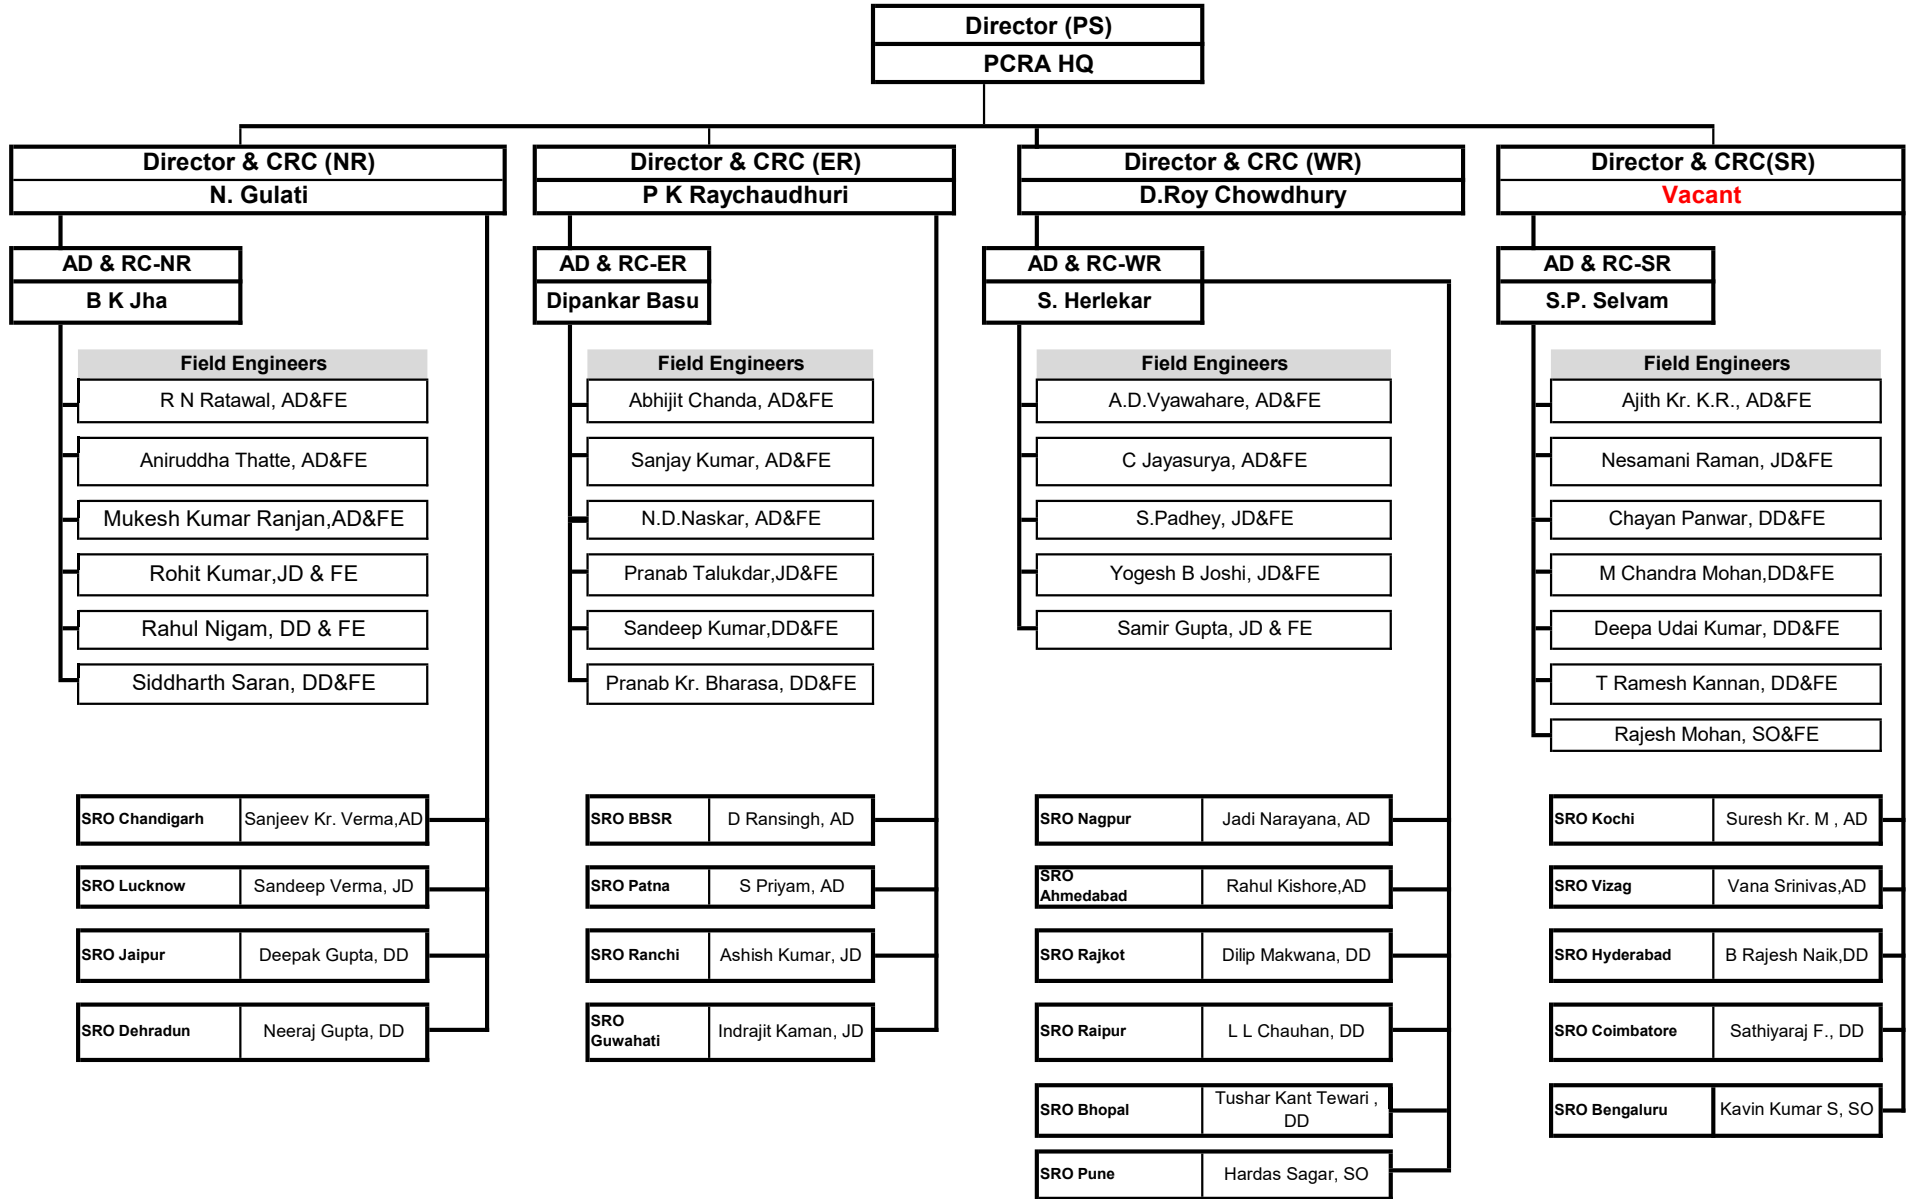 Director (PS)
PCRA HQ
Director & CRC (NR)
N. Gulati
Director & CRC (ER)
P K Raychaudhuri
Director & CRC (WR)
D.Roy Chowdhury
Director & CRC(SR)
Vacant
AD & RC-NR
B K Jha
AD & RC-ER
Dipankar Basu
AD & RC-WR
S. Herlekar
AD & RC-SR
S.P. Selvam
Field Engineers
R N Ratawal, AD&FE
Aniruddha Thatte, AD&FE
Mukesh Kumar Ranjan,AD&FE
Rohit Kumar,JD & FE
Rahul Nigam, DD & FE
Siddharth Saran, DD&FE
Field Engineers
Abhijit Chanda, AD&FE
Sanjay Kumar, AD&FE
N.D.Naskar, AD&FE
Pranab Talukdar,JD&FE
Sandeep Kumar,DD&FE
Pranab Kr. Bharasa, DD&FE
Field Engineers
A.D.Vyawahare, AD&FE
C Jayasurya, AD&FE
S.Padhey, JD&FE
Yogesh B Joshi, JD&FE
Samir Gupta, JD & FE
Field Engineers
Ajith Kr. K.R., AD&FE
Nesamani Raman, JD&FE
Chayan Panwar, DD&FE
M Chandra Mohan,DD&FE
Deepa Udai Kumar, DD&FE
T Ramesh Kannan, DD&FE
Rajesh Mohan, SO&FE
SRO Chandigarh Sanjeev Kr. Verma,AD
SRO Lucknow Sandeep Verma, JD
SRO Jaipur Deepak Gupta, DD
SRO Dehradun Neeraj Gupta, DD
SRO BBSR D Ransingh, AD
SRO Patna S Priyam, AD
SRO Ranchi Ashish Kumar, JD
SRO
Guwahati
Indrajit Kaman, JD
SRO Nagpur Jadi Narayana, AD
SRO
Ahmedabad
Rahul Kishore,AD
SRO Rajkot Dilip Makwana, DD
SRO Raipur L L Chauhan, DD
SRO Bhopal
Tushar Kant Tewari ,
DD
SRO Pune Hardas Sagar, SO
SRO Kochi Suresh Kr. M , AD
SRO Vizag Vana Srinivas,AD
SRO Hyderabad B Rajesh Naik,DD
SRO Coimbatore Sathiyaraj F., DD
SRO Bengaluru Kavin Kumar S, SO